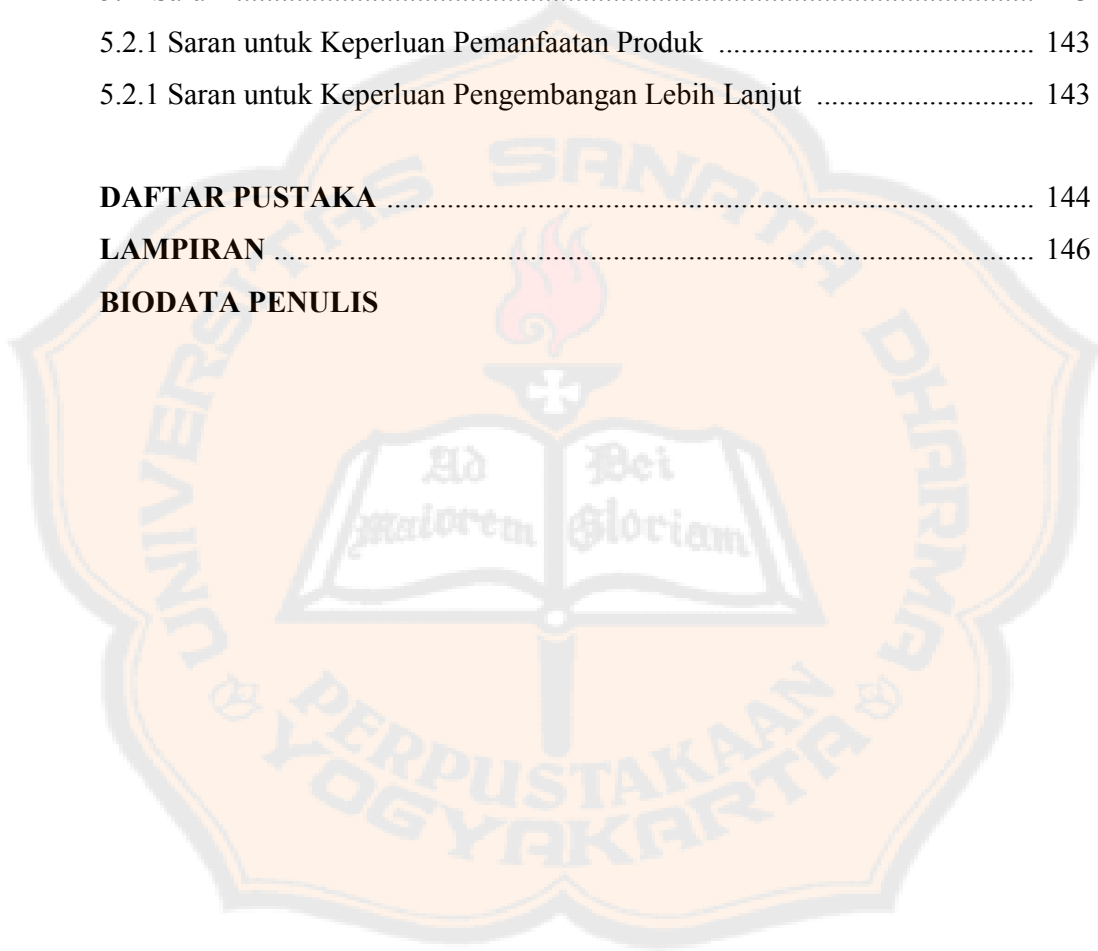 5.2.1 Saran untuk Keperluan Pemanfaatan Produk ........................................ 143
5.2.1 Saran untuk Keperluan Pengembangan Lebih Lanjut ........................... 143
DAFTAR PUSTAKA .................................................................................. 144
LAMPIRAN ................................................................................................ 146
BIODATA PENULIS
UNIVERSITAS SANATA DHARMA
Ad Maiorem
Dei Gloriam
PERPUSTAKAAN
YOGYAKARTA